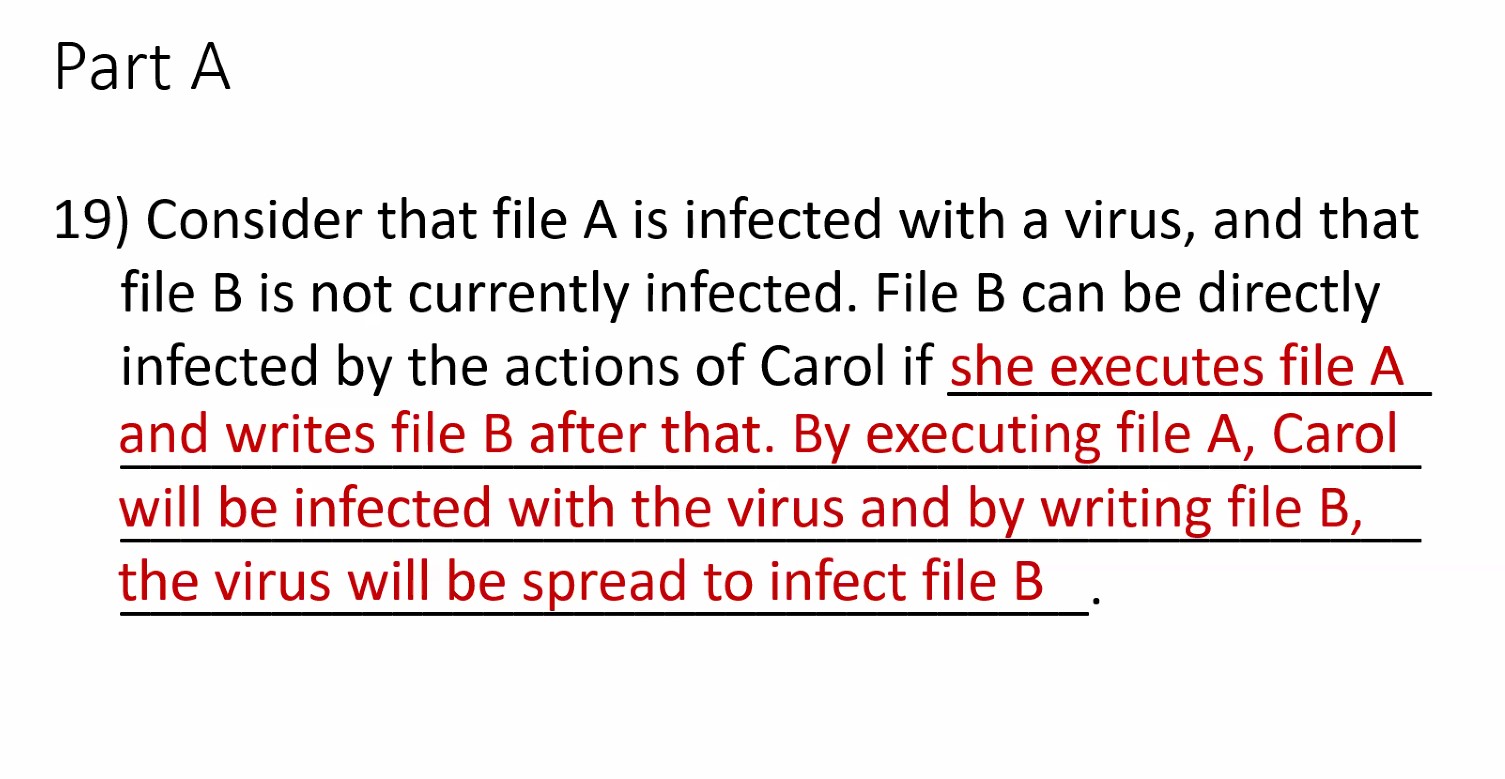 Part A
19) Consider that file A is infected with a virus, and that
file B is not currently infected. File B can be directly
infected by the actions of Carol if she executes file A
and writes file B after that. By executing file A, Carol
will be infected with the virus and by writing file B,
the virus will be spread to infect file B .